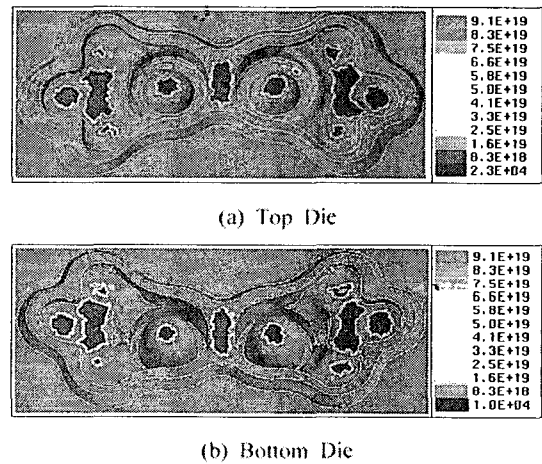 9.1E+19
8.3E+19
7.5E+19
6.6E+19
5.8E+19
5.0E+19
4.1E+19
3.3E+19
2.5E+19
1.6E+19
8.3E+18
2.3E+04
(a) Top Die
9.1E+19
8.3E+19
7.5E+19
6.6E+19
5.8E+19
5.0E+19
4.1E+19
3.3E+19
2.5E+19
1.6E+19
8.3E+18
1.0E+04
(b) Bottom Die